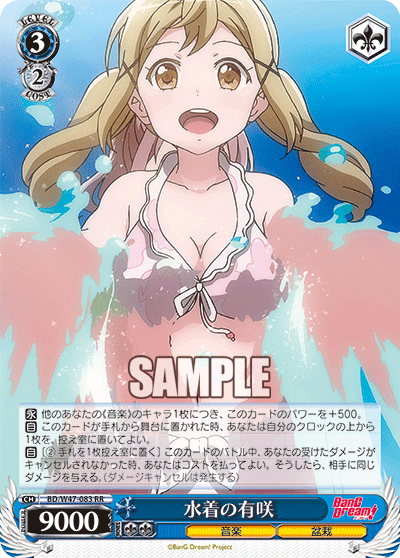 LEVEL
3
2
COST
SAMPLE
永 他のあなたの《音楽》のキャラ1枚につき、このカードのパワーを+500。
自 このカードが手札から舞台に置かれた時、あなたは自分のクロックの上から
1枚を、控え室に置いてよい。
自 [② 手札を1枚控え室に置く] このカードのバトル中、あなたの受けたダメージが
キャンセルされなかった時、あなたはコストを払ってよい。そうしたら、相手に同じ
ダメージを与える。(ダメージキャンセルは発生する)
CH BD/W47-083 RR
POWER
9000
水着の有咲
BanG Dream!
音楽
盆栽
©BanG Dream! Project